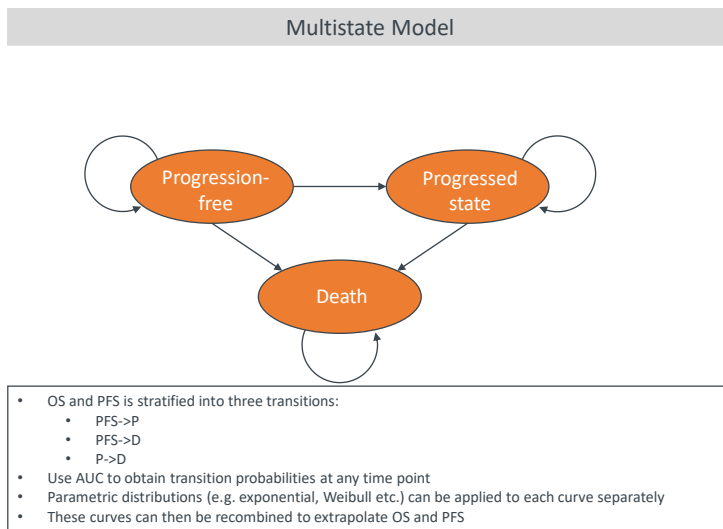 Multistate Model
Progression-
free
Progressed
state
Death
• OS and PFS is stratified into three transitions:
• PFS->P
• PFS->D
• P->D
• Use AUC to obtain transition probabilities at any time point
• Parametric distributions (e.g. exponential, Weibull etc.) can be applied to each curve separately
• These curves can then be recombined to extrapolate OS and PFS